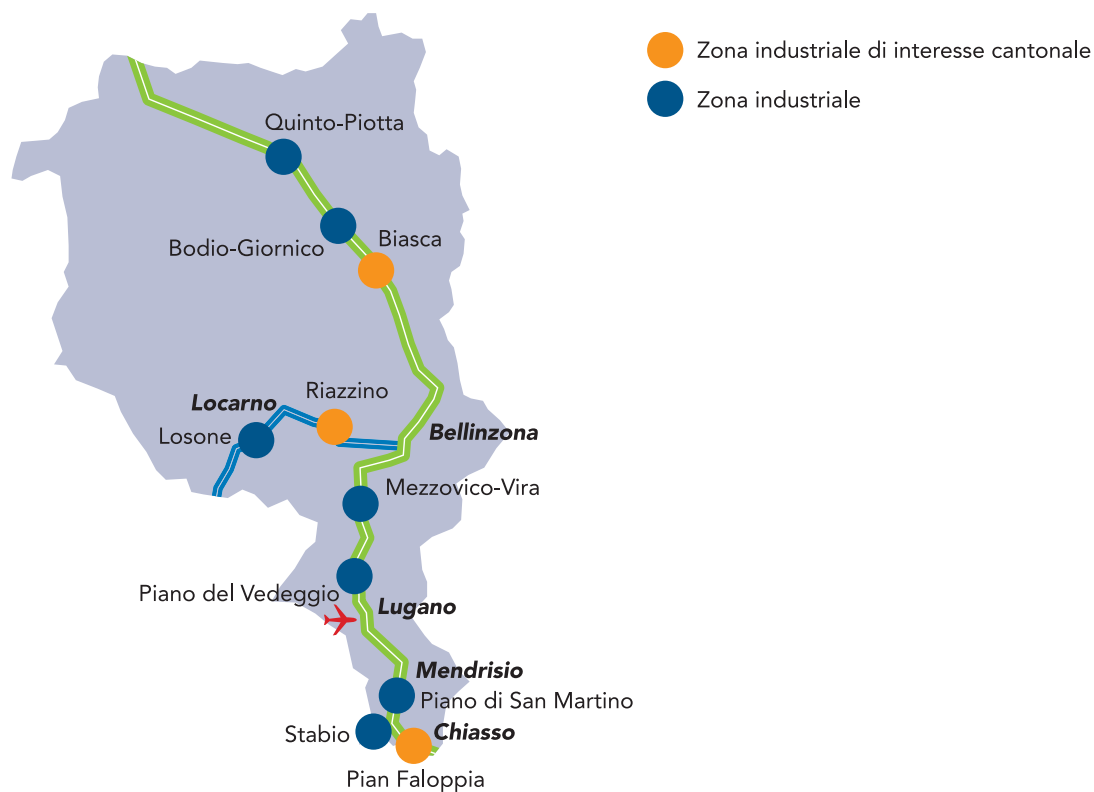 Zona industriale di interesse cantonale
Zona industriale
Quinto-Piotta
Biasca
Bodio-Giornico
Riazzino
Locarno
Losone
Bellinzona
Mezzovico-Vira
Piano del Vedeggio
Lugano
Mendrisio
Piano di San Martino
Stabio
Chiasso
Pian Faloppia